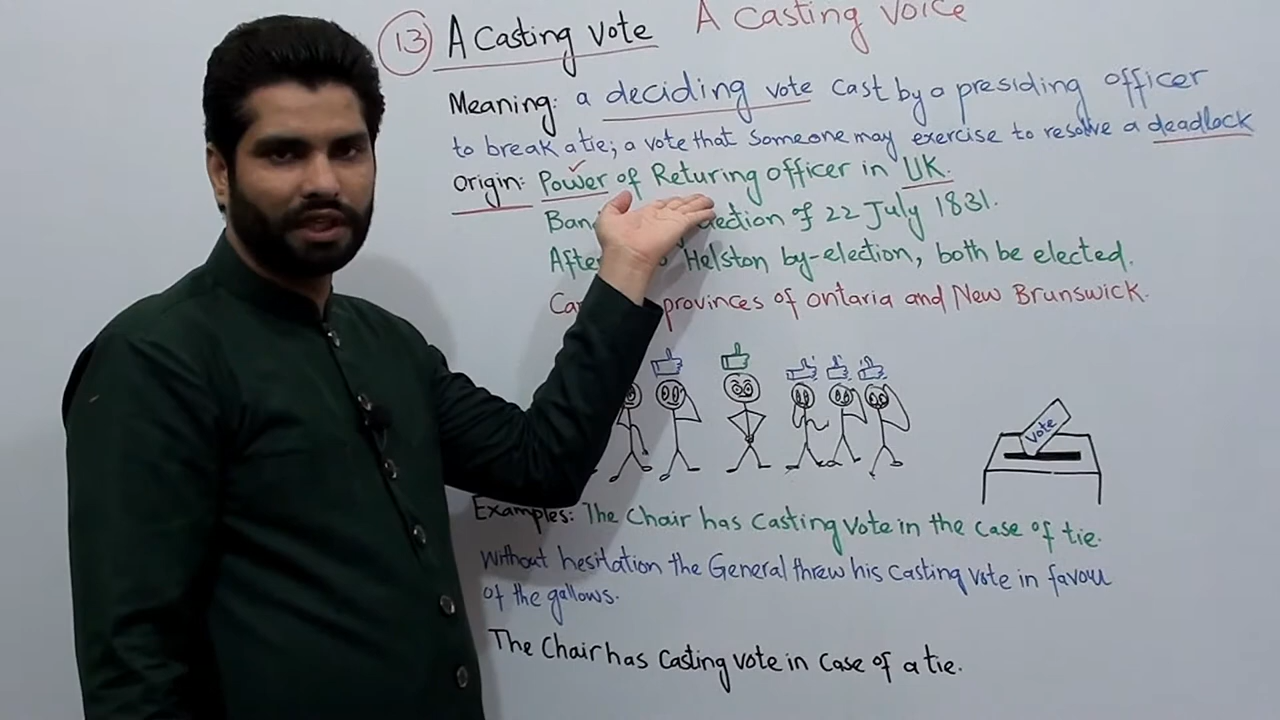 13 A Casting vote A Casting Voice
Meaning: a deciding vote cast by a presiding officer
to break a tie; a vote that someone may exercise to resolve a deadlock
Origin: Power of Returing officer in UK.
Ban ection of 22 July 1831.
After Helston by-election, both be elected.
Ca provinces of ontaria and New Brunswick.
Vote
Examples: The Chair has Casting Vote in the case of tie.
without hesitation the General threw his Casting vote in favou
of the gallows.
The Chair has Casting vote in Case of a tie.